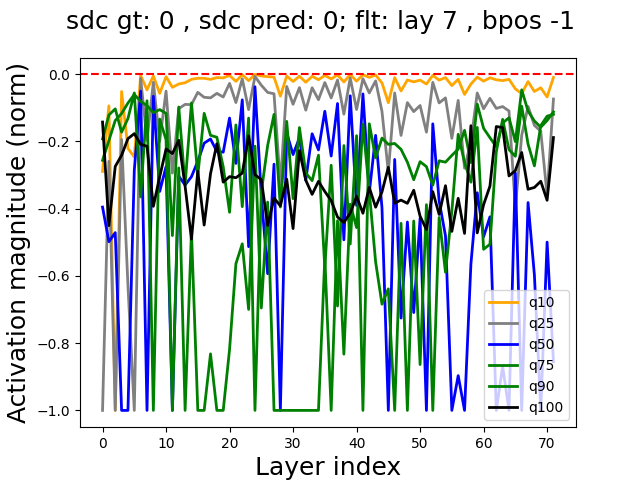 sdc gt: 0 , sdc pred: 0; flt: lay 7 , bpos -1
Activation magnitude (norm)
0.0
−0.2
−0.4
−0.6
−0.8
−1.0
q10
q25
q50
q75
q90
q100
0 10 20 30 40 50 60 70
Layer index